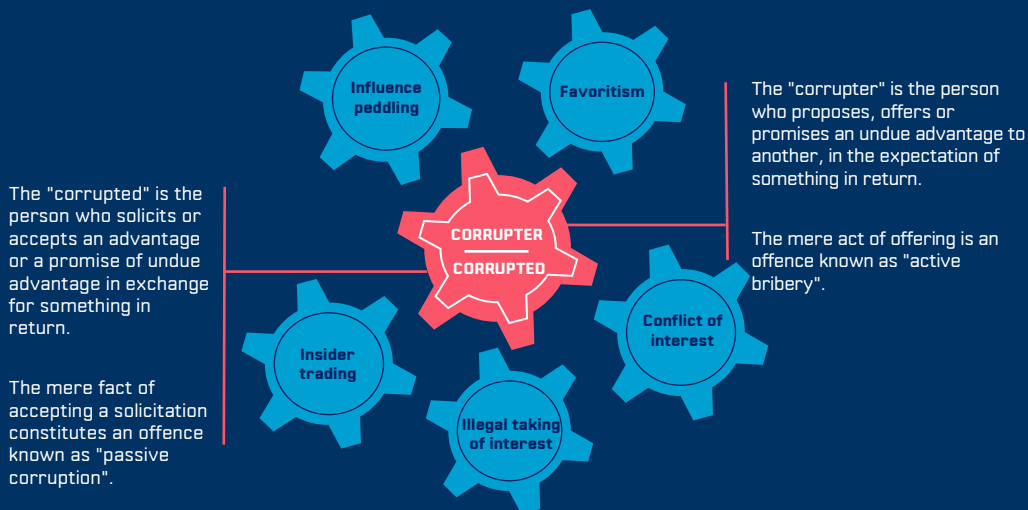 Influence
peddling
Favoritism
The "corrupter" is the person
who proposes, offers or
promises an undue advantage to
another, in the expectation of
something in return.
The mere act of offering is an
offence known as "active
bribery".
The "corrupted" is the
person who solicits or
accepts an advantage
or a promise of undue
advantage in exchange
for something in
return.
The mere fact of
accepting a solicitation
constitutes an offence
known as "passive
corruption".
CORRUPTER
CORRUPTED
Conflict of
interest
Insider
trading
Illegal taking
of interest